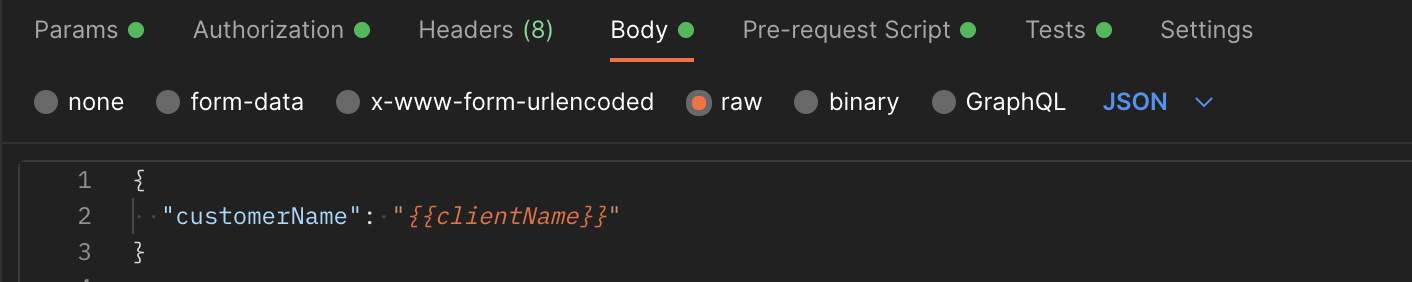 Params Authorization Headers (8) Body Pre-request Script Tests Settings
none form-data x-www-form-urlencoded raw binary GraphQL JSON
1 {
2 "customerName": "{{clientName}}"
3 }